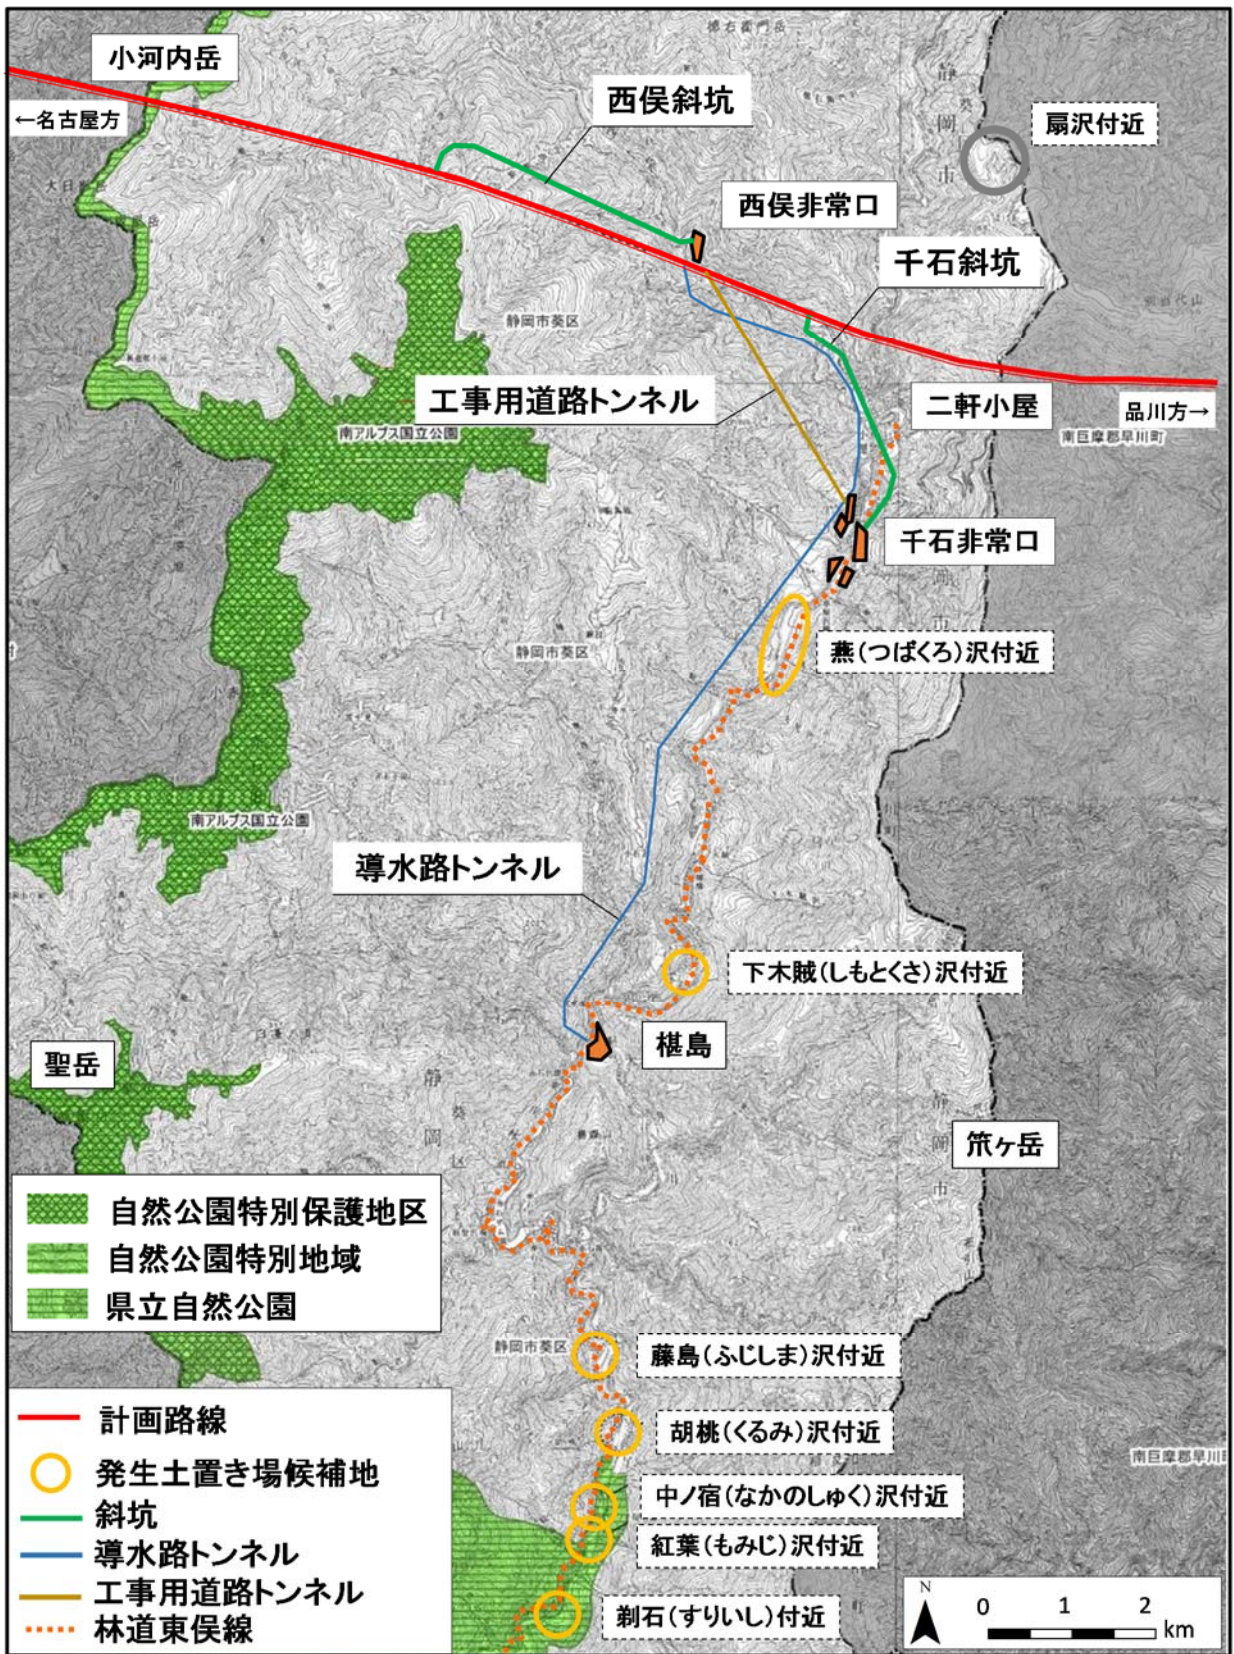 小河内岳
←名古屋方
西俣斜坑
扇沢付近
西俣非常口
千石斜坑
静岡市葵区
工事用道路トンネル
二軒小屋
品川方→
南アルプス国立公園
南巨摩郡早川町
千石非常口
静岡市葵区
燕(つばくろ)沢付近
南アルプス国立公園
導水路トンネル
下木賊(しもとくさ)沢付近
椹島
聖岳
笊ヶ岳
自然公園特別保護地区
自然公園特別地域
県立自然公園
静岡市葵区
藤島(ふじしま)沢付近
計画路線
胡桃(くるみ)沢付近
南巨摩郡早川町
発生土置き場候補地
中ノ宿(なかのしゅく)沢付近
斜坑
紅葉(もみじ)沢付近
導水路トンネル
工事用道路トンネル
剃石(すりいし)付近
林道東俣線
N
0 1 2
km